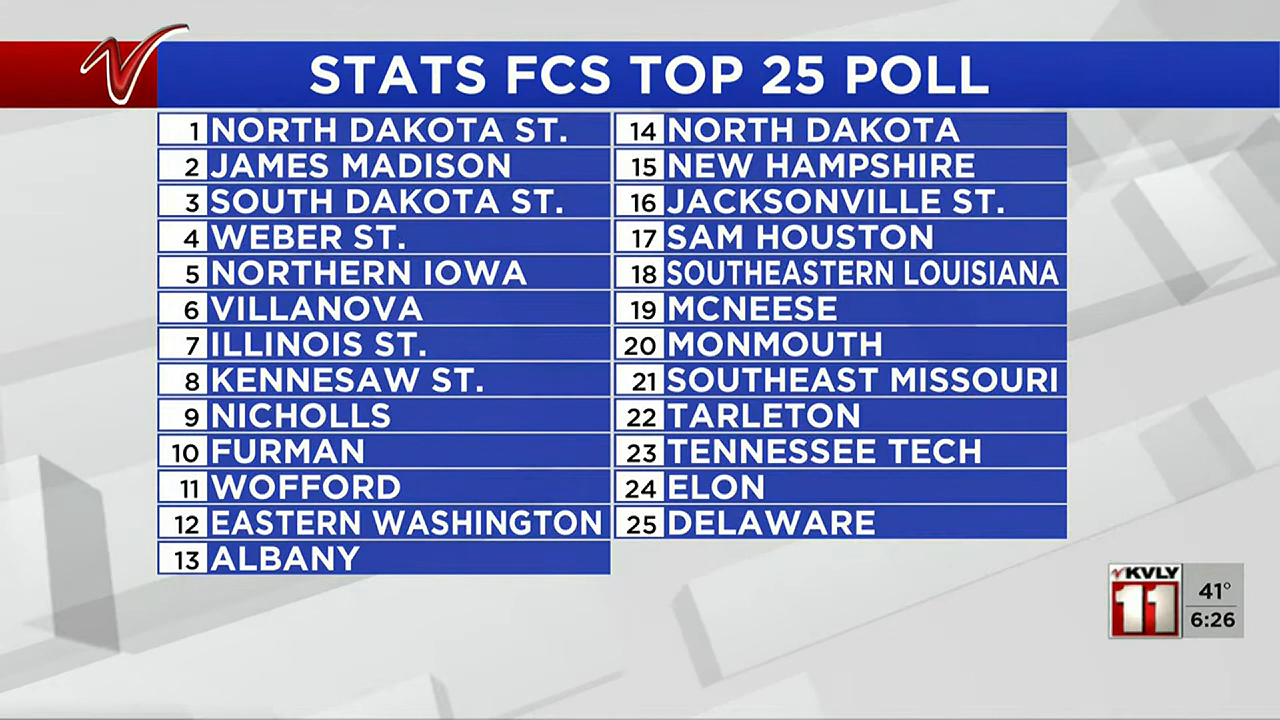 STATS FCS TOP 25 POLL
1 NORTH DAKOTA ST.
2 JAMES MADISON
3 SOUTH DAKOTA ST.
4 WEBER ST.
5 NORTHERN IOWA
6 VILLANOVA
7 ILLINOIS ST.
8 KENNESAW ST.
9 NICHOLLS
10 FURMAN
11 WOFFORD
12 EASTERN WASHINGTON
13 ALBANY
14 NORTH DAKOTA
15 NEW HAMPSHIRE
16 JACKSONVILLE ST.
17 SAM HOUSTON
18 SOUTHEASTERN LOUISIANA
19 MCNEESE
20 MONMOUTH
21 SOUTHEAST MISSOURI
22 TARLETON
23 TENNESSEE TECH
24 ELON
25 DELAWARE
KVLY
11
41°
6:26